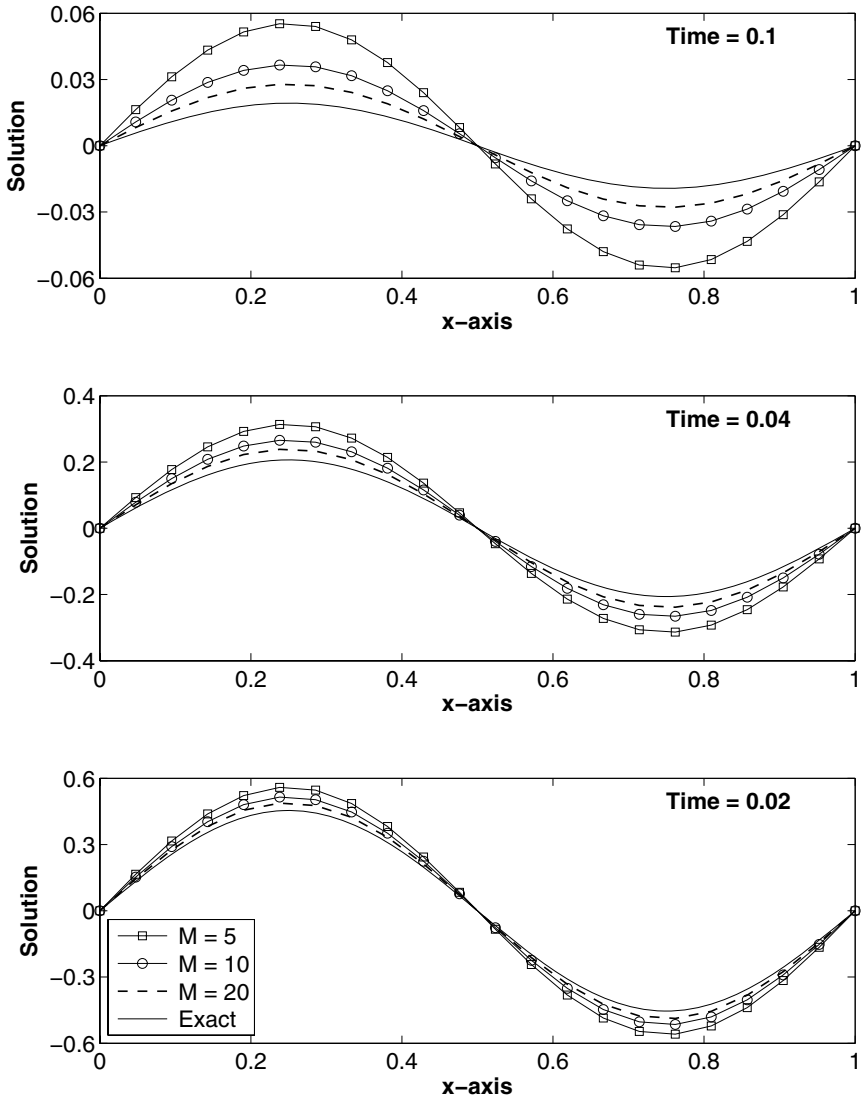 0.06
0.03
0
−0.03
−0.06
Solution
Time = 0.1
0
0.2
0.4
0.6
0.8
1
x−axis
0.4
0.2
0
−0.2
−0.4
Solution
Time = 0.04
0
0.2
0.4
0.6
0.8
1
x−axis
0.6
0.3
0
−0.3
−0.6
Solution
Time = 0.02
M = 5
M = 10
M = 20
Exact
0
0.2
0.4
0.6
0.8
1
x−axis